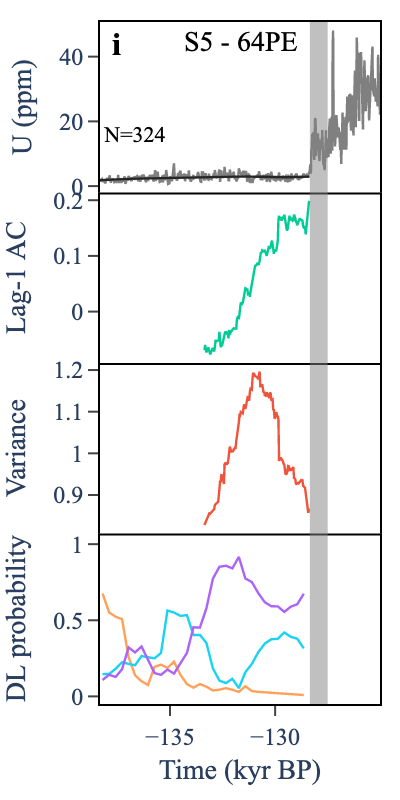 i
S5 - 64PE
U (ppm)
40
20
0
N=324
Lag-1 AC
0.2
0.1
0
Variance
1.2
1.1
1
0.9
DL probability
1
0.5
0
−135
−130
Time (kyr BP)